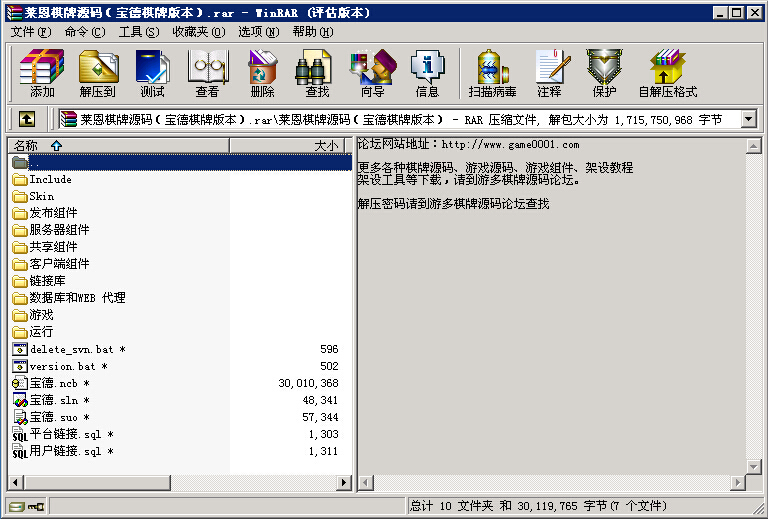 莱恩棋牌源码(宝德棋牌版本).rar - WinRAR (评估版本)
文件(F) 命令(C) 工具(S) 收藏夹(O) 选项(N) 帮助(H)
添加 解压到 测试 查看 删除 查找 向导 信息 扫描病毒 注释 保护 自解压格式
莱恩棋牌源码(宝德棋牌版本).rar\莱恩棋牌源码(宝德棋牌版本) - RAR 压缩文件, 解包大小为 1,715,750,968 字节
名称 大小
..
Include
Skin
发布组件
服务器组件
共享组件
客户端组件
链接库
数据库和WEB 代理
游戏
运行
delete_svn.bat * 596
version.bat * 502
宝德.ncb * 30,010,368
宝德.sln * 48,341
宝德.suo * 57,344
平台链接.sql * 1,303
用户链接.sql * 1,311
论坛网站地址：http://www.game0001.com
更多各种棋牌源码、游戏源码、游戏组件、架设教程
架设工具等下载，请到游多棋牌源码论坛。
解压密码请到游多棋牌源码论坛查找
总计 10 文件夹 和 30,119,765 字节(7 个文件)